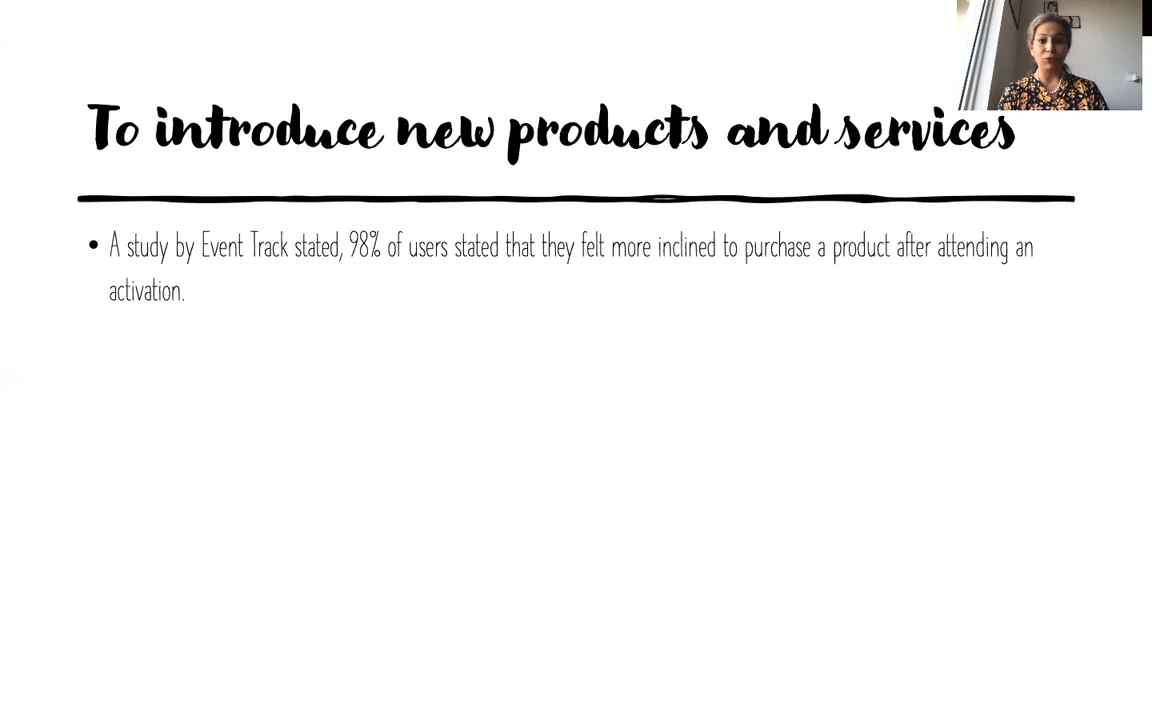 To introduce new products and services
• A study by Event Track stated, 98% of users stated that they felt more inclined to purchase a product after attending an
activation.